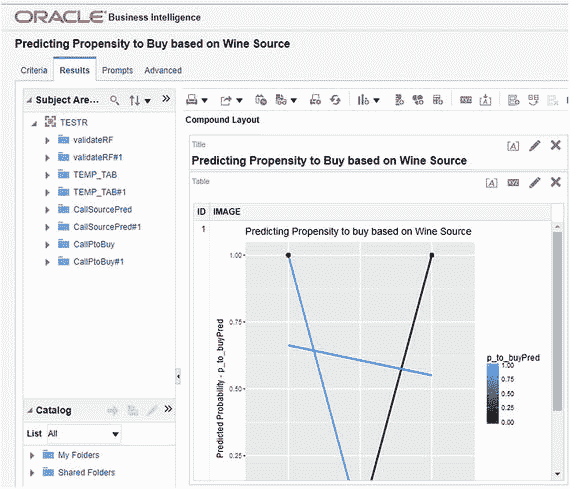 ORACLE Business Intelligence
Predicting Propensity to Buy based on Wine Source
Criteria Results Prompts Advanced
Subject Are...
TESTR
validateRF
validateRF#1
TEMP_TAB
TEMP_TAB#1
CallSourcePred
CallSourcePred#1
CallPtoBuy
CallPtoBuy#1
Catalog
List All
My Folders
Shared Folders
Compound Layout
Title
Predicting Propensity to Buy based on Wine Source
Table
ID IMAGE
1
Predicting Propensity to buy based on Wine Source
1.00
0.75
0.50
0.25
Predicted Probability - p_to_buyPred
p_to_buyPred
1.00
0.75
0.50
0.25
0.00